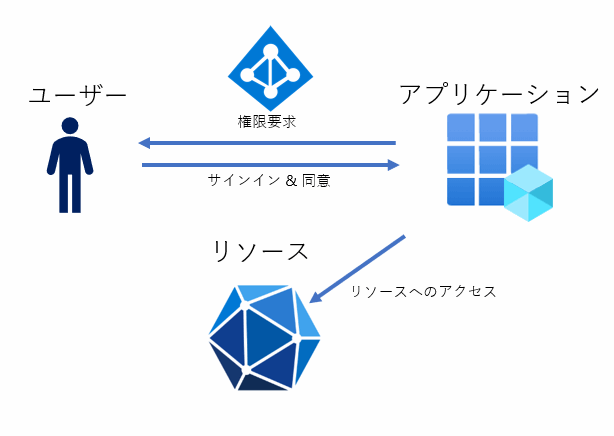 ユーザー
アプリケーション
権限要求
サインイン & 同意
リソース
リソースへのアクセス